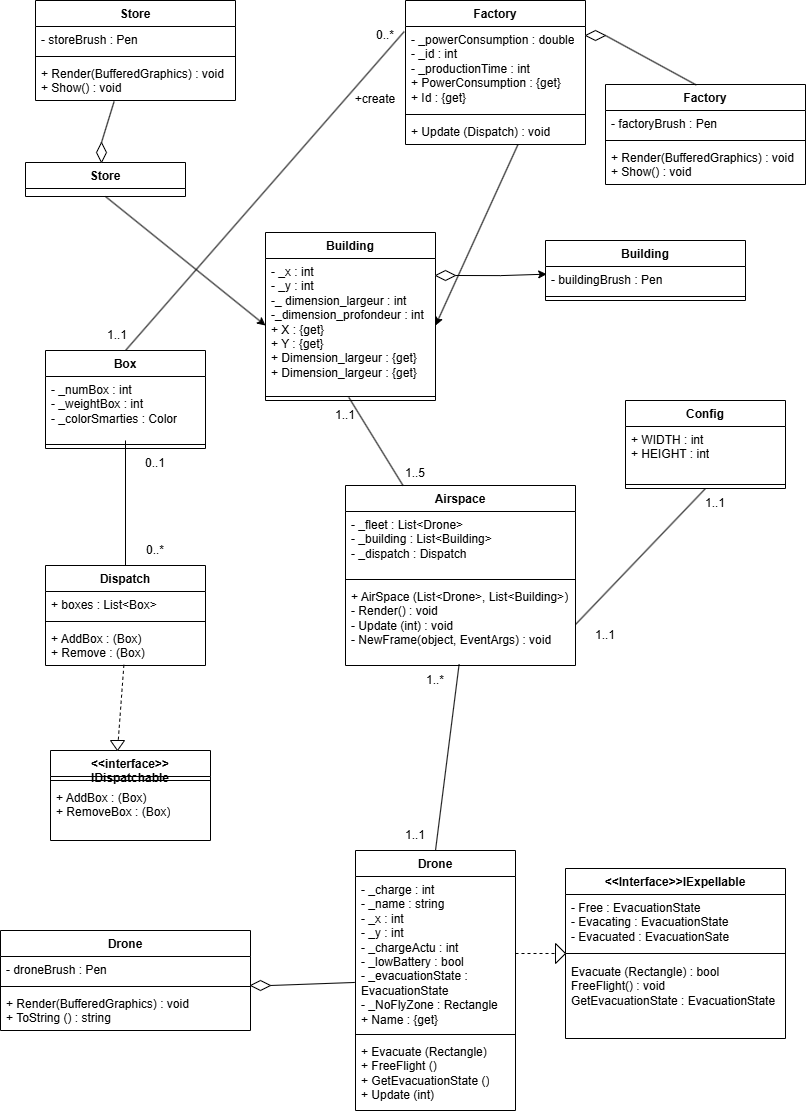 Store
- storeBrush : Pen
+ Render(BufferedGraphics) : void
+ Show() : void
Store
0..*
+create
Factory
- _powerConsumption : double
- _id : int
- _productionTime : int
+ PowerConsumption : {get}
+ Id : {get}
+ Update (Dispatch) : void
Factory
- factoryBrush : Pen
+ Render(BufferedGraphics) : void
+ Show() : void
Building
- _x : int
- _y : int
-_ dimension_largeur : int
-_dimension_profondeur : int
+ X : {get}
+ Y : {get}
+ Dimension_largeur : {get}
+ Dimension_largeur : {get}
Building
- buildingBrush : Pen
1..1
Box
- _numBox : int
- _weightBox : int
- _colorSmarties : Color
0..1
0..*
1..1
1..5
Config
+ WIDTH : int
+ HEIGHT : int
1..1
1..1
Airspace
- _fleet : List<Drone>
- _building : List<Building>
- _dispatch : Dispatch
+ AirSpace (List<Drone>, List<Building>)
- Render() : void
- Update (int) : void
- NewFrame(object, EventArgs) : void
1..*
1..1
Dispatch
+ boxes : List<Box>
+ AddBox : (Box)
+ Remove : (Box)
<<interface>>
IDispatchable
+ AddBox : (Box)
+ RemoveBox : (Box)
Drone
- _charge : int
- _name : string
- _x : int
- _y : int
- _chargeActu : int
- _lowBattery : bool
- _evacuationState :
EvacuationState
- _NoFlyZone : Rectangle
+ Name : {get}
+ Evacuate (Rectangle)
+ FreeFlight ()
+ GetEvacuationState ()
+ Update (int)
<<Interface>>IExpellable
- Free : EvacuationState
- Evacating : EvacuationState
- Evacuated : EvacuationSate
Evacuate (Rectangle) : bool
FreeFlight() : void
GetEvacuationState : EvacuationState
Drone
- droneBrush : Pen
+ Render(BufferedGraphics) : void
+ ToString () : string